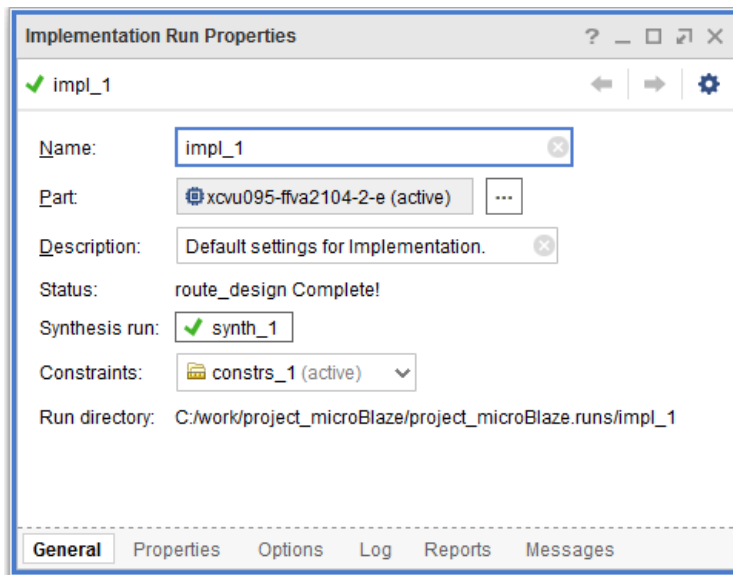 Implementation Run Properties ?
impl_1
Name: impl_1
Part: xcvu095-ffva2104-2-e (active) ...
Description: Default settings for Implementation.
Status: route_design Complete!
Synthesis run: synth_1
Constraints: constrs_1 (active)
Run directory: C:/work/project_microBlaze/project_microBlaze.runs/impl_1
General Properties Options Log Reports Messages